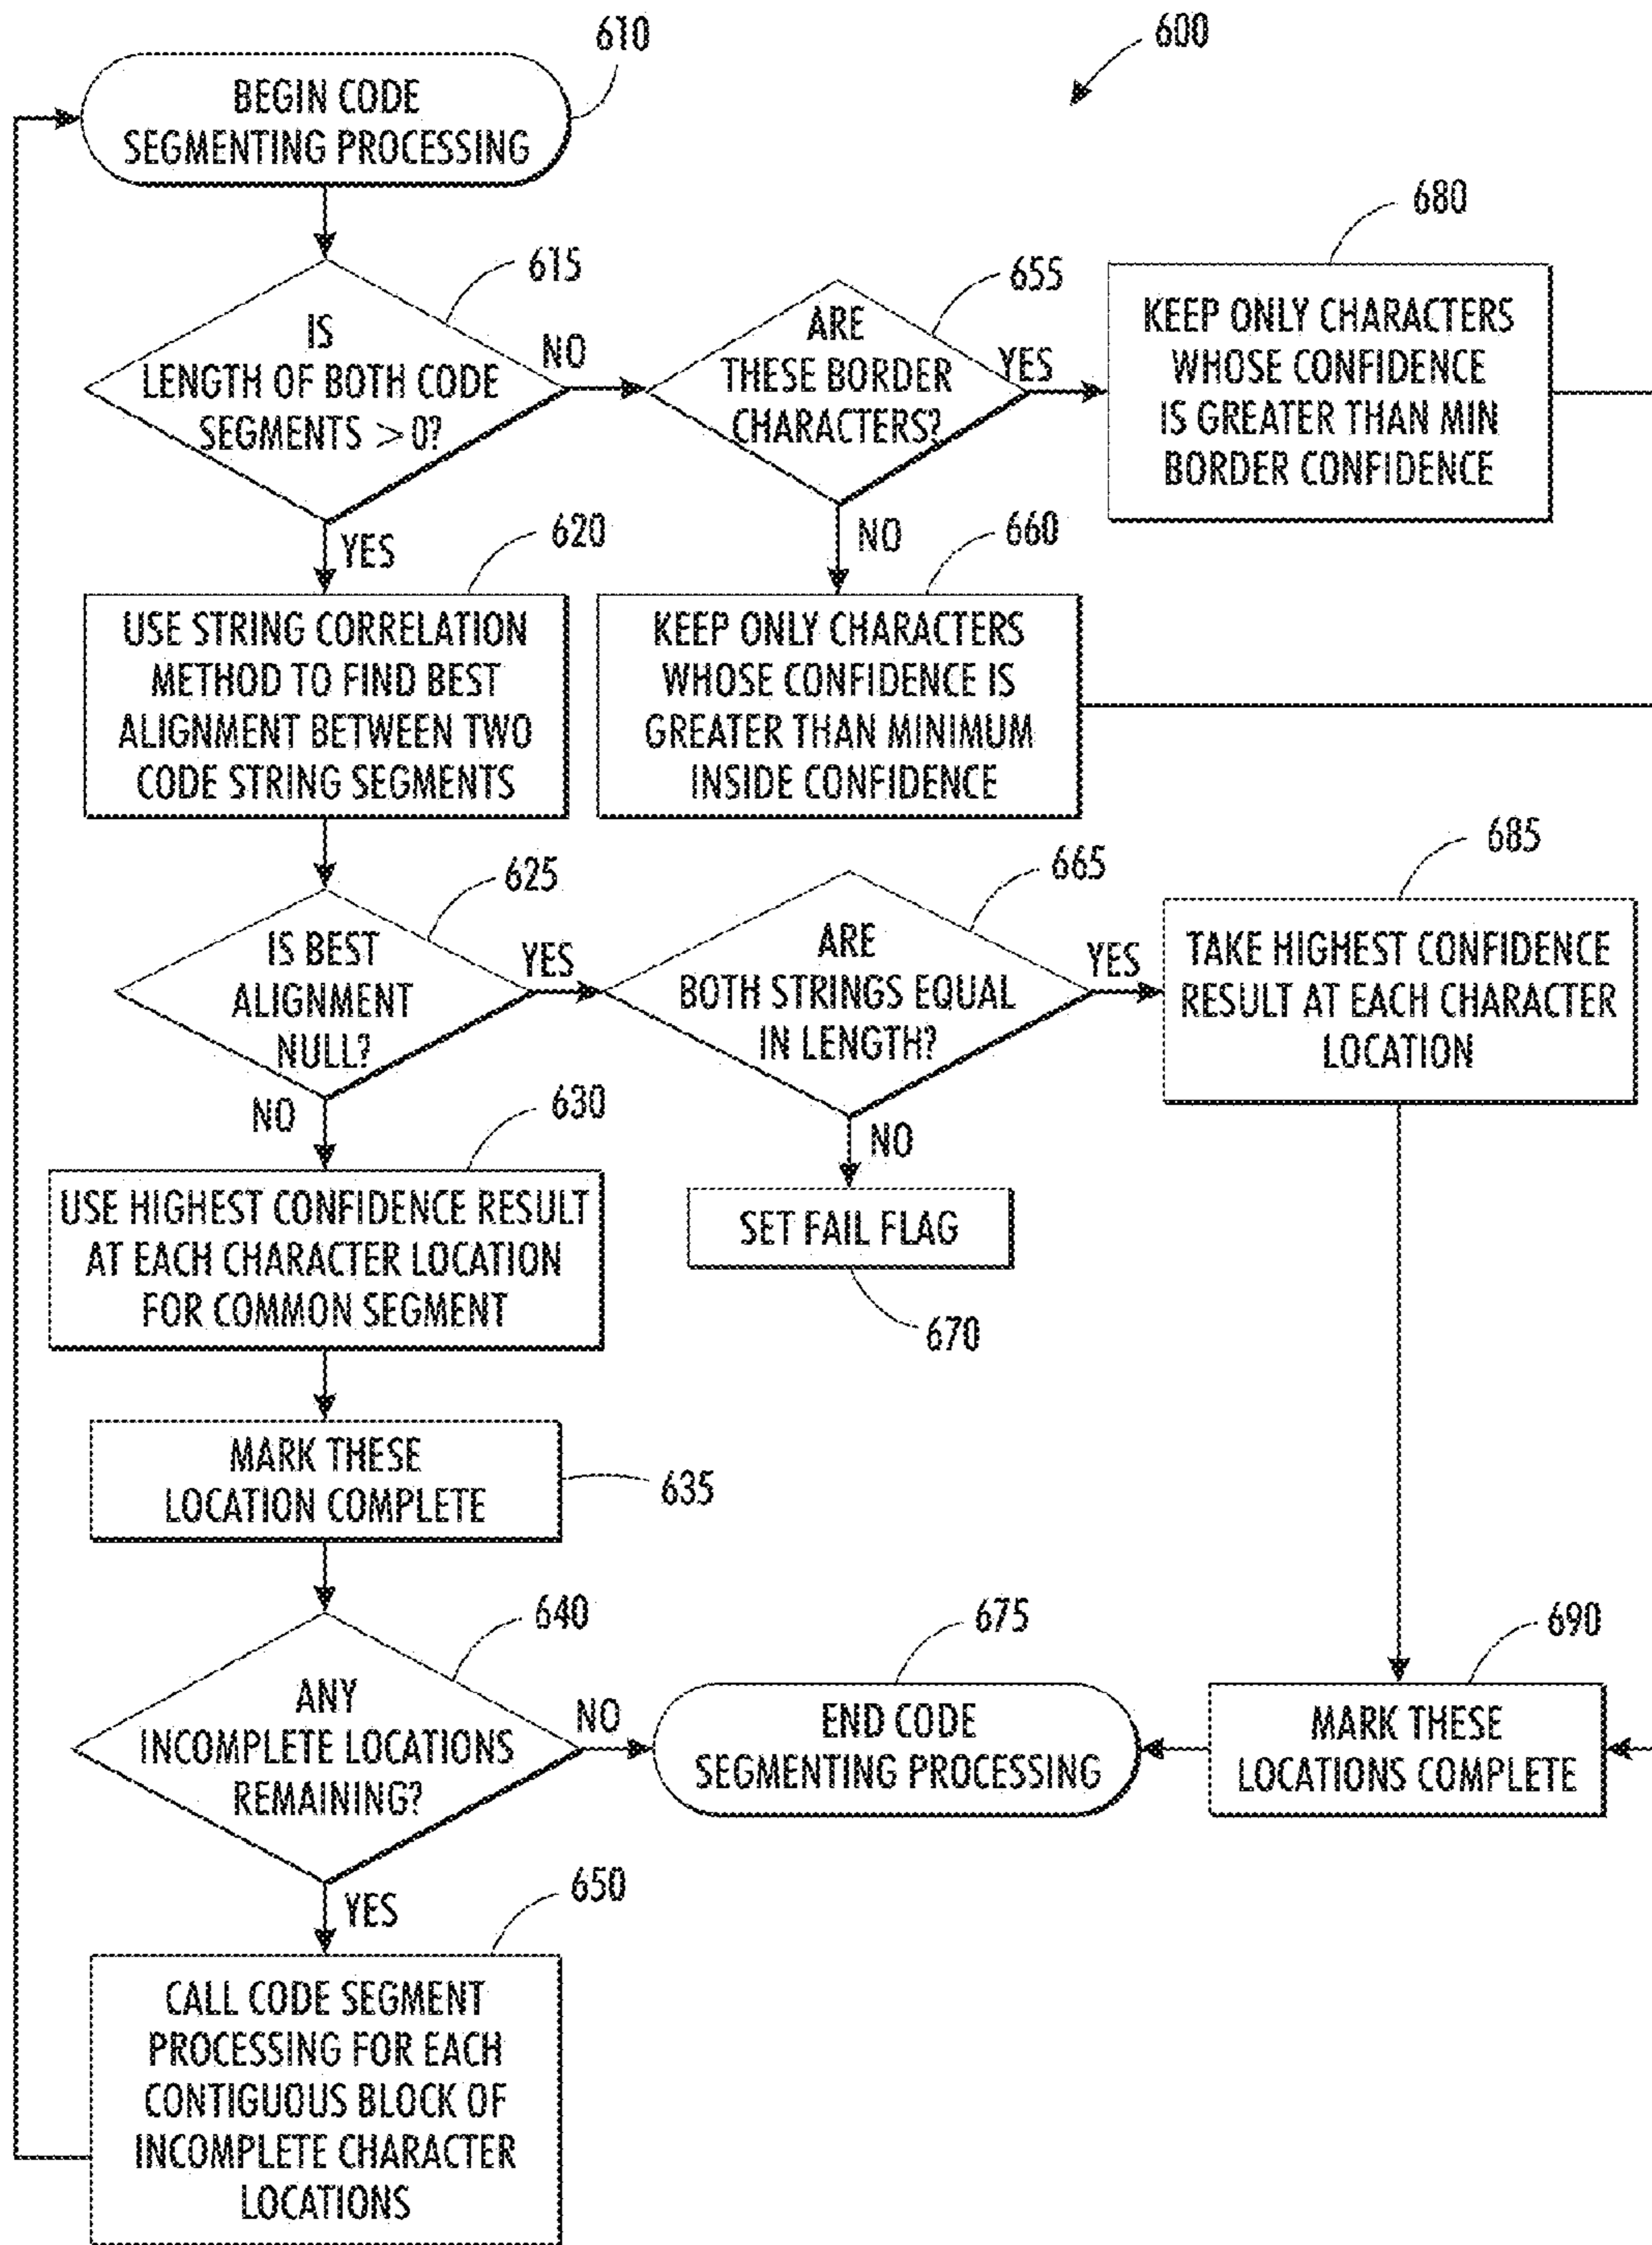 600
610
BEGIN CODE
SEGMENTING PROCESSING
615
IS
LENGTH OF BOTH CODE
SEGMENTS > 0?
NO
YES
655
ARE
THESE BORDER
CHARACTERS?
YES
NO
680
KEEP ONLY CHARACTERS
WHOSE CONFIDENCE
IS GREATER THAN MIN
BORDER CONFIDENCE
620
USE STRING CORRELATION
METHOD TO FIND BEST
ALIGNMENT BETWEEN TWO
CODE STRING SEGMENTS
660
KEEP ONLY CHARACTERS
WHOSE CONFIDENCE IS
GREATER THAN MINIMUM
INSIDE CONFIDENCE
625
IS BEST
ALIGNMENT
NULL?
YES
NO
665
ARE
BOTH STRINGS EQUAL
IN LENGTH?
YES
NO
685
TAKE HIGHEST CONFIDENCE
RESULT AT EACH CHARACTER
LOCATION
630
USE HIGHEST CONFIDENCE RESULT
AT EACH CHARACTER LOCATION
FOR COMMON SEGMENT
SET FAIL FLAG
670
MARK THESE
LOCATION COMPLETE
635
640
ANY
INCOMPLETE LOCATIONS
REMAINING?
NO
YES
675
END CODE
SEGMENTING PROCESSING
690
MARK THESE
LOCATIONS COMPLETE
650
CALL CODE SEGMENT
PROCESSING FOR EACH
CONTIGUOUS BLOCK OF
INCOMPLETE CHARACTER
LOCATIONS